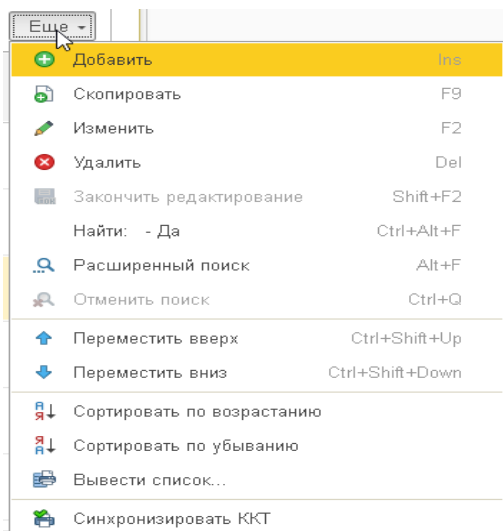 Еще
Добавить Ins
Скопировать F9
Изменить F2
Удалить Del
Закончить редактирование Shift+F2
Найти: - Да Ctrl+Alt+F
Расширенный поиск Alt+F
Отменить поиск Ctrl+Q
Переместить вверх Ctrl+Shift+Up
Переместить вниз Ctrl+Shift+Down
Сортировать по возрастанию
Сортировать по убыванию
Вывести список...
Синхронизировать ККТ